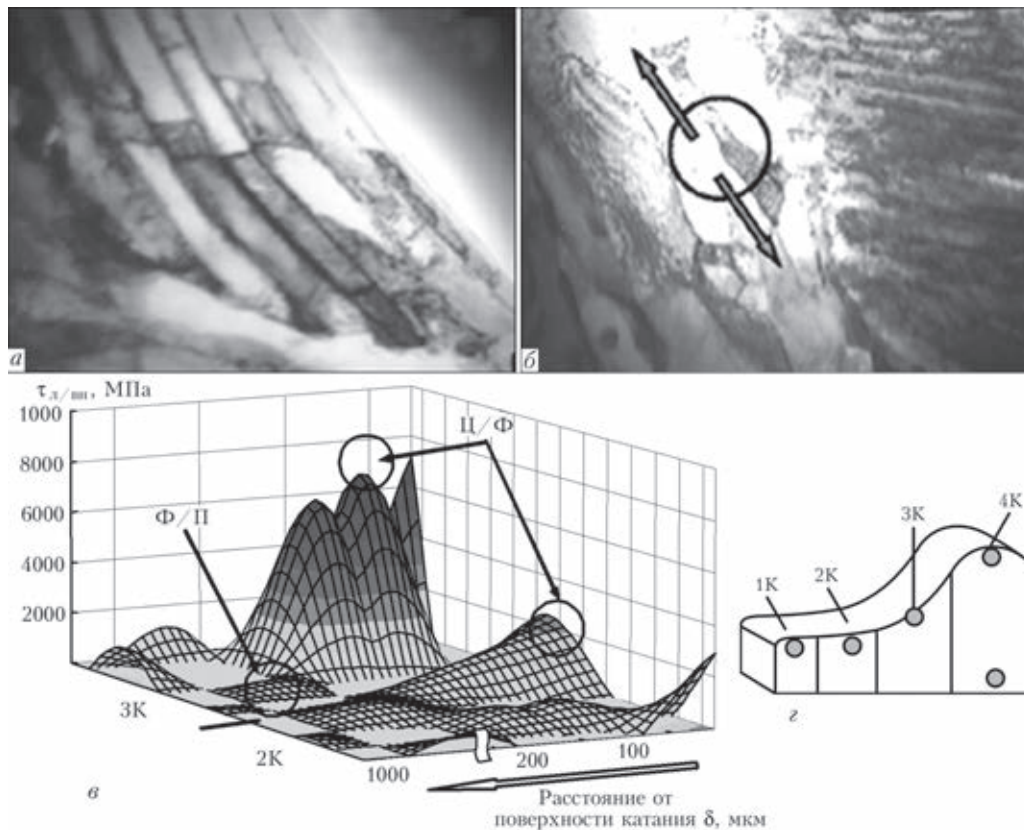 а
б
τл/вн, МПа
1000
8000
6000
4000
2000
Ц/Ф
Ф/П
3К
2К
1000
200
100
Расстояние от
поверхности катания δ, мкм
в
1К
2К
3К
4К
г